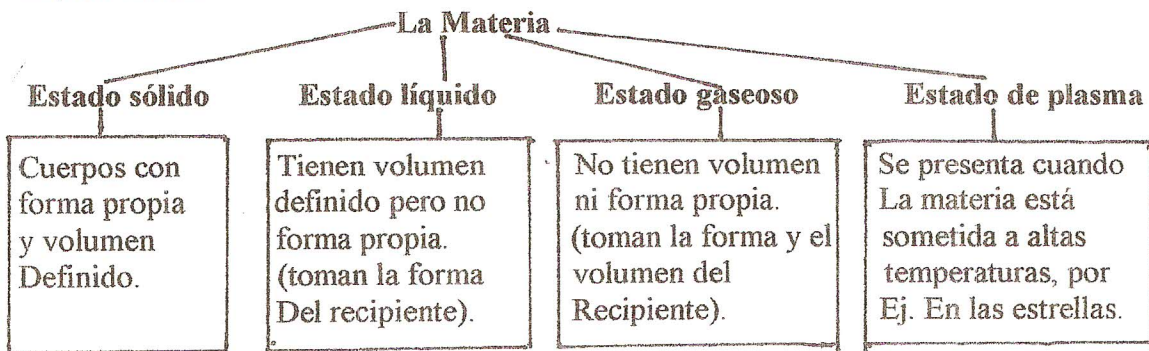 La Materia
Estado sólido
Estado líquido
Estado gaseoso
Estado de plasma
Cuerpos con
forma propia
y volumen
Definido.
Tienen volumen
definido pero no
forma propia.
(toman la forma
Del recipiente).
No tienen volumen
ni forma propia.
(toman la forma y el
volumen del
Recipiente).
Se presenta cuando
La materia está
sometida a altas
temperaturas, por
Ej. En las estrellas.